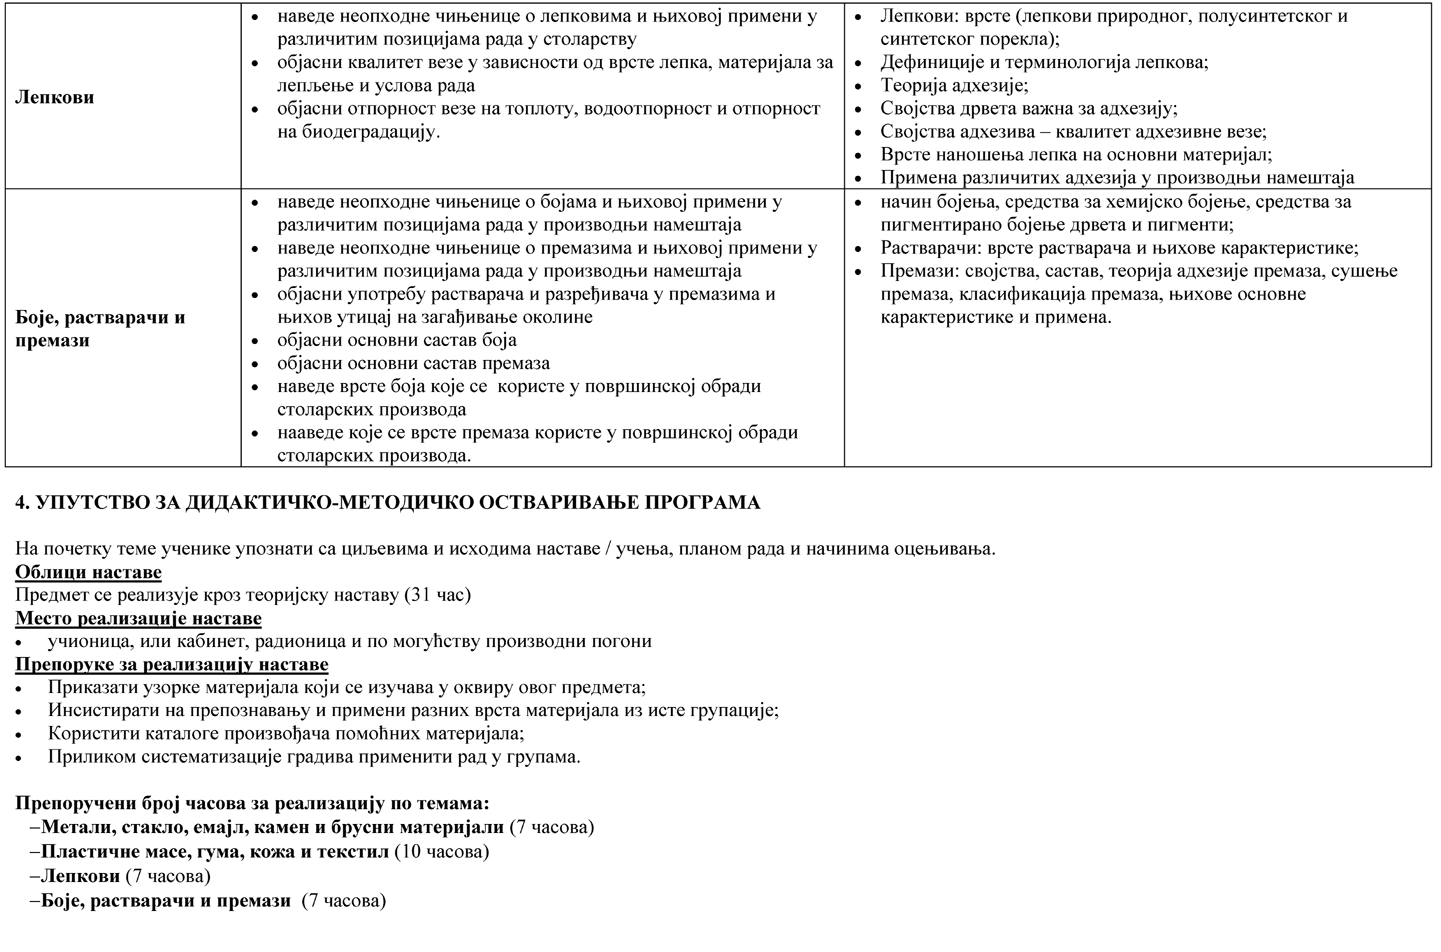 Лепкови
• наведе неопходне чињенице о лепковима и њиховој примени у
различитим позицијама рада у столарству
• објасни квалитет везе у зависности од врсте лепка, материјала за
лепљење и услова рада
• објасни отпорност везе на топлоту, водоотпорност и отпорност
на биодеградацију.
• Лепкови: врсте (лепкови природног, полусинтетског и
синтетског порекла);
• Дефиниције и терминологија лепкова;
• Теорија адхезије;
• Својства дрвета важна за адхезију;
• Својства адхезива – квалитет адхезивне везе;
• Врсте наношења лепка на основни материјал;
• Примена различитих адхезија у производњи намештаја
Боје, растварачи и
премази
• наведе неопходне чињенице о бојама и њиховој примени у
различитим позицијама рада у производњи намештаја
• наведе неопходне чињенице о премазима и њиховој примени у
различитим позицијама рада у производњи намештаја
• објасни употребу растварача и разређивача у премазима и
њихов утицај на загађивање околине
• објасни основни састав боја
• објасни основни састав премаза
• наведе врсте боја које се  користе у површинској обради
столарских производа
• нааведе које се врсте премаза користе у површинској обради
столарских производа.
• начин бојења, средства за хемијско бојење, средства за
пигментирано бојење дрвета и пигменти;
• Растварачи: врсте растварача и њихове карактеристике;
• Премази: својства, састав, теорија адхезије премаза, сушење
премаза, класификација премаза, њихове основне
карактеристике и примена.
4. УПУТСТВО ЗА ДИДАКТИЧКО-МЕТОДИЧКО ОСТВАРИВАЊЕ ПРОГРАМА
На почетку теме ученике упознати са циљевима и исходима наставе / учења, планом рада и начинима оцењивања.
Облици наставе
Предмет се реализује кроз теоријску наставу (31 час)
Место реализације наставе
• учионица, или кабинет, радионица и по могућству производни погони
Препоруке за реализацију наставе
• Приказати узорке материјала који се изучава у оквиру овог предмета;
• Инсистирати на препознавању и примени разних врста материјала из исте групације;
• Користити каталоге произвођача помоћних материјала;
• Приликом систематизације градива применити рад у групама.
Препоручени број часова за реализацију по темама:
–Метали, стакло, емајл, камен и брусни материјали (7 часова)
–Пластичне масе, гума, кожа и текстил (10 часова)
–Лепкови (7 часова)
–Боје, растварачи и премази  (7 часова)